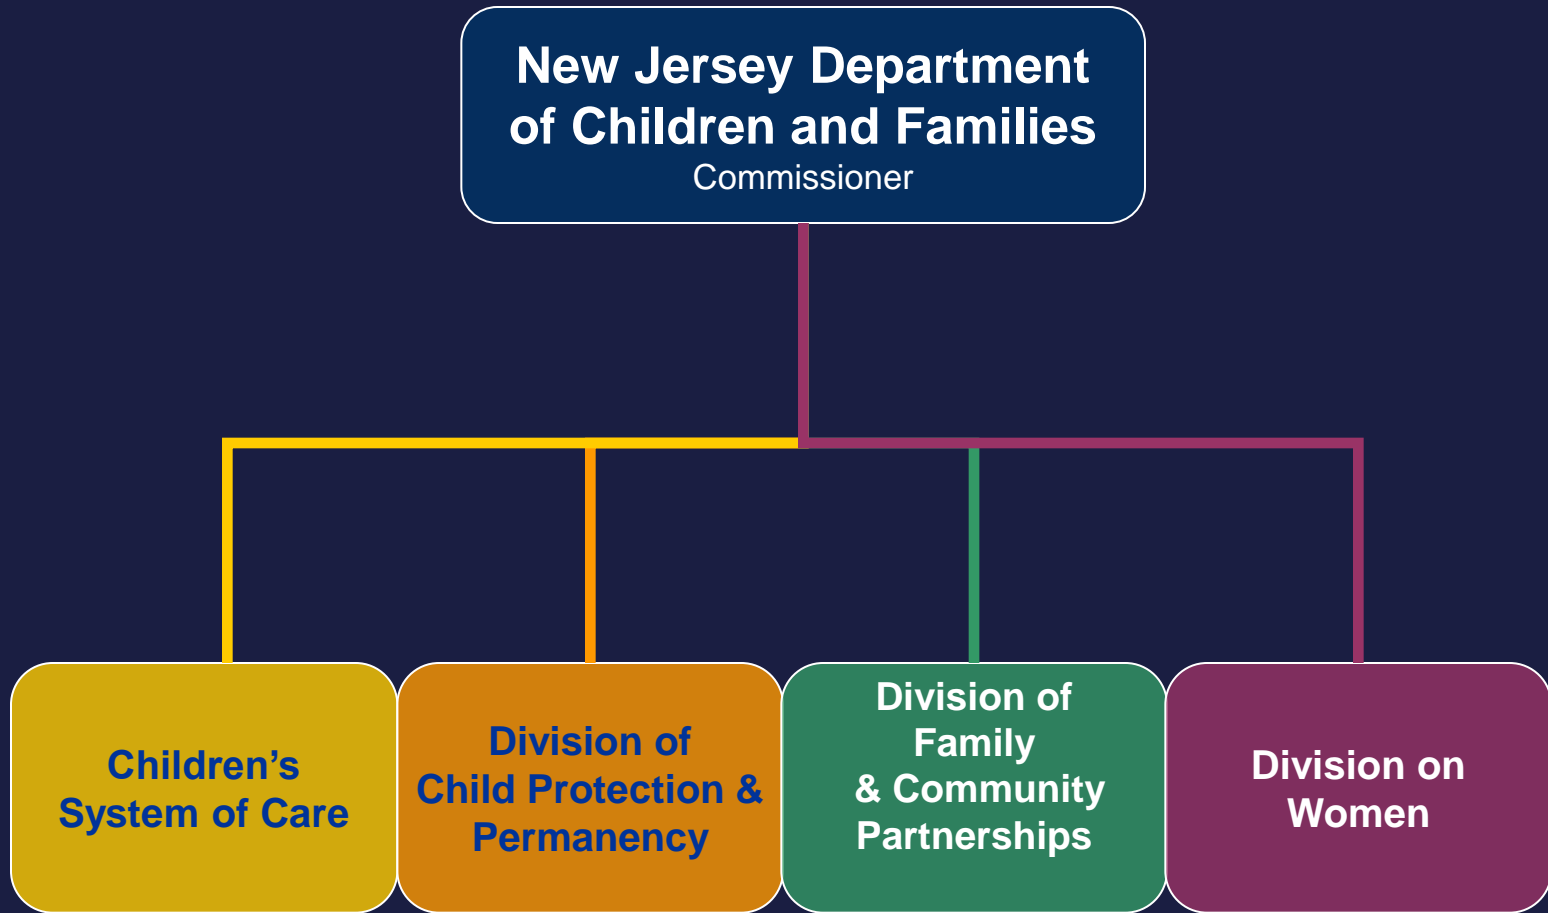 New Jersey Department
of Children and Families
Commissioner
Children’s
System of Care
Division of
Child Protection &
Permanency
Division of
Family
& Community
Partnerships
Division on
Women